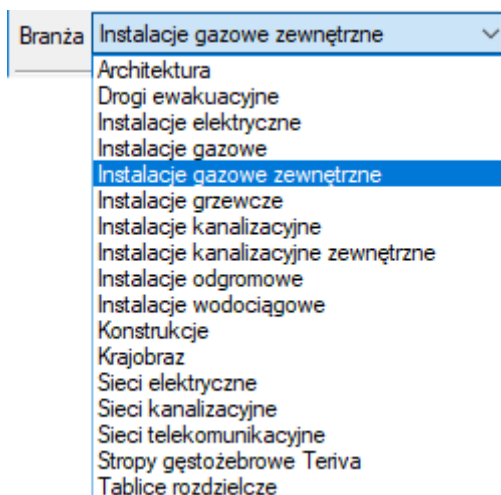 Branża Instalacje gazowe zewnętrzne
Architektura
Drogi ewakuacyjne
Instalacje elektryczne
Instalacje gazowe
Instalacje gazowe zewnętrzne
Instalacje grzewcze
Instalacje kanalizacyjne
Instalacje kanalizacyjne zewnętrzne
Instalacje odgromowe
Instalacje wodociągowe
Konstrukcje
Krajobraz
Sieci elektryczne
Sieci kanalizacyjne
Sieci telekomunikacyjne
Stropy gęstożebrowe Teriva
Tablice rozdzielcze